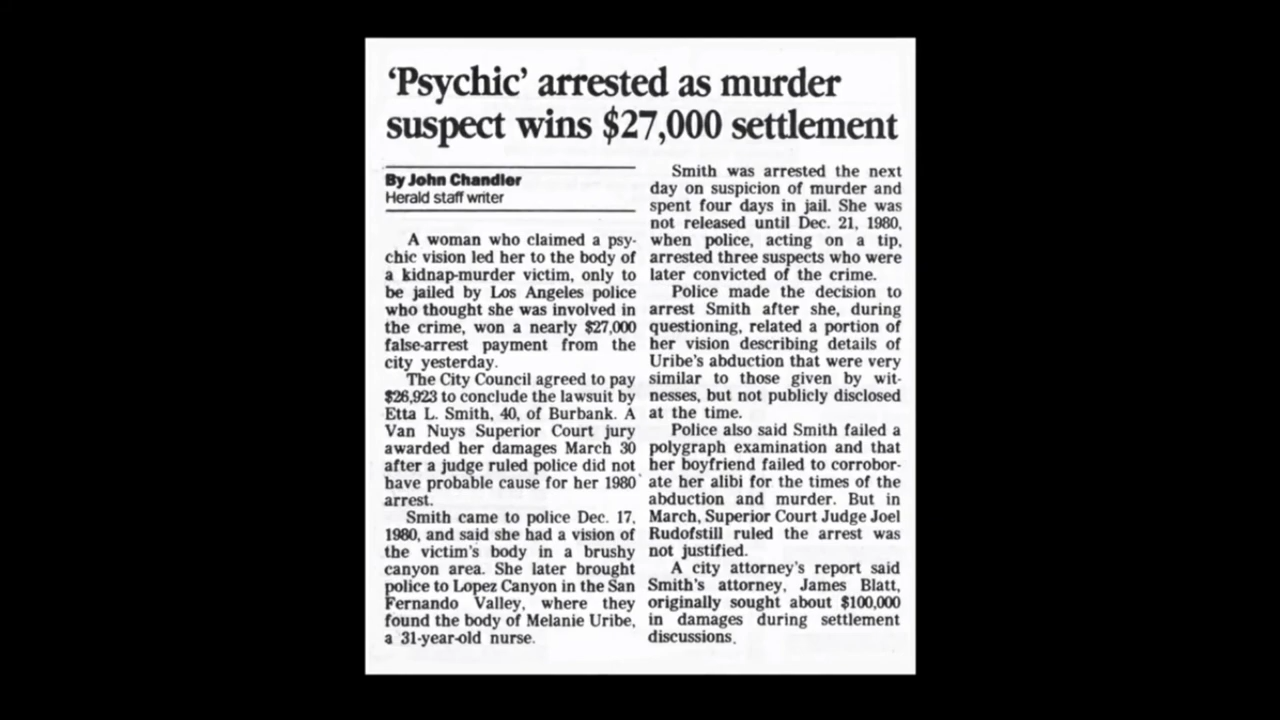 ‘Psychic’ arrested as murder
suspect wins $27,000 settlement
By John Chandler
Herald staff writer
A woman who claimed a psy-
chic vision led her to the body of
a kidnap-murder victim, only to
be jailed by Los Angeles police
who thought she was involved in
the crime, won a nearly $27,000
false-arrest payment from the
city yesterday.
The City Council agreed to pay
$26,923 to conclude the lawsuit by
Etta L. Smith, 40, of Burbank. A
Van Nuys Superior Court jury
awarded her damages March 30
after a judge ruled police did not
have probable cause for her 1980
arrest.
Smith came to police Dec. 17,
1980, and said she had a vision of
the victim's body in a brushy
canyon area. She later brought
police to Lopez Canyon in the San
Fernando Valley, where they
found the body of Melanie Uribe,
a 31-year-old nurse.
Smith was arrested the next
day on suspicion of murder and
spent four days in jail. She was
not released until Dec. 21, 1980,
when police, acting on a tip,
arrested three suspects who were
later convicted of the crime.
Police made the decision to
arrest Smith after she, during
questioning, related a portion of
her vision describing details of
Uribe's abduction that were very
similar to those given by wit-
nesses, but not publicly disclosed
at the time.
Police also said Smith failed a
polygraph examination and that
her boyfriend failed to corrobor-
ate her alibi for the times of the
abduction and murder. But in
March, Superior Court Judge Joel
Rudofstill ruled the arrest was
not justified.
A city attorney's report said
Smith's attorney, James Blatt,
originally sought about $100,000
in damages during settlement
discussions.